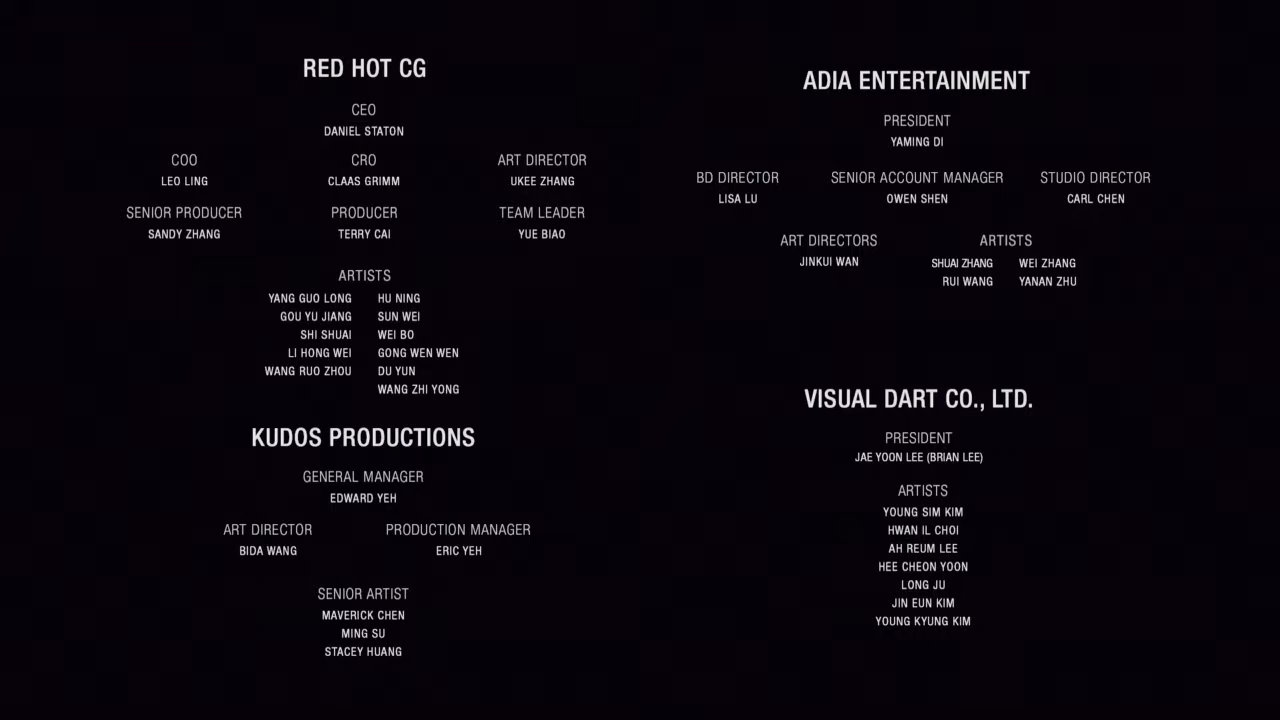 RED HOT CG
CEO
DANIEL STATON
COO CRO ART DIRECTOR
LEO LING CLAAS GRIMM UKEE ZHANG
SENIOR PRODUCER PRODUCER TEAM LEADER
SANDY ZHANG TERRY CAI YUE BIAO
ARTISTS
YANG GUO LONG HU NING
GOU YU JIANG SUN WEI
SHI SHUAI WEI BO
LI HONG WEI GONG WEN WEN
WANG RUO ZHOU DU YUN
WANG ZHI YONG
KUDOS PRODUCTIONS
GENERAL MANAGER
EDWARD YEH
ART DIRECTOR PRODUCTION MANAGER
BIDA WANG ERIC YEH
SENIOR ARTIST
MAVERICK CHEN
MING SU
STACEY HUANG
ADIA ENTERTAINMENT
PRESIDENT
YAMING DI
BD DIRECTOR SENIOR ACCOUNT MANAGER STUDIO DIRECTOR
LISA LU OWEN SHEN CARL CHEN
ART DIRECTORS ARTISTS
JINKUI WAN SHUAI ZHANG WEI ZHANG
RUI WANG YANAN ZHU
VISUAL DART CO., LTD.
PRESIDENT
JAE YOON LEE (BRIAN LEE)
ARTISTS
YOUNG SIM KIM
HWAN IL CHOI
AH REUM LEE
HEE CHEON YOON
LONG JU
JIN EUN KIM
YOUNG KYUNG KIM